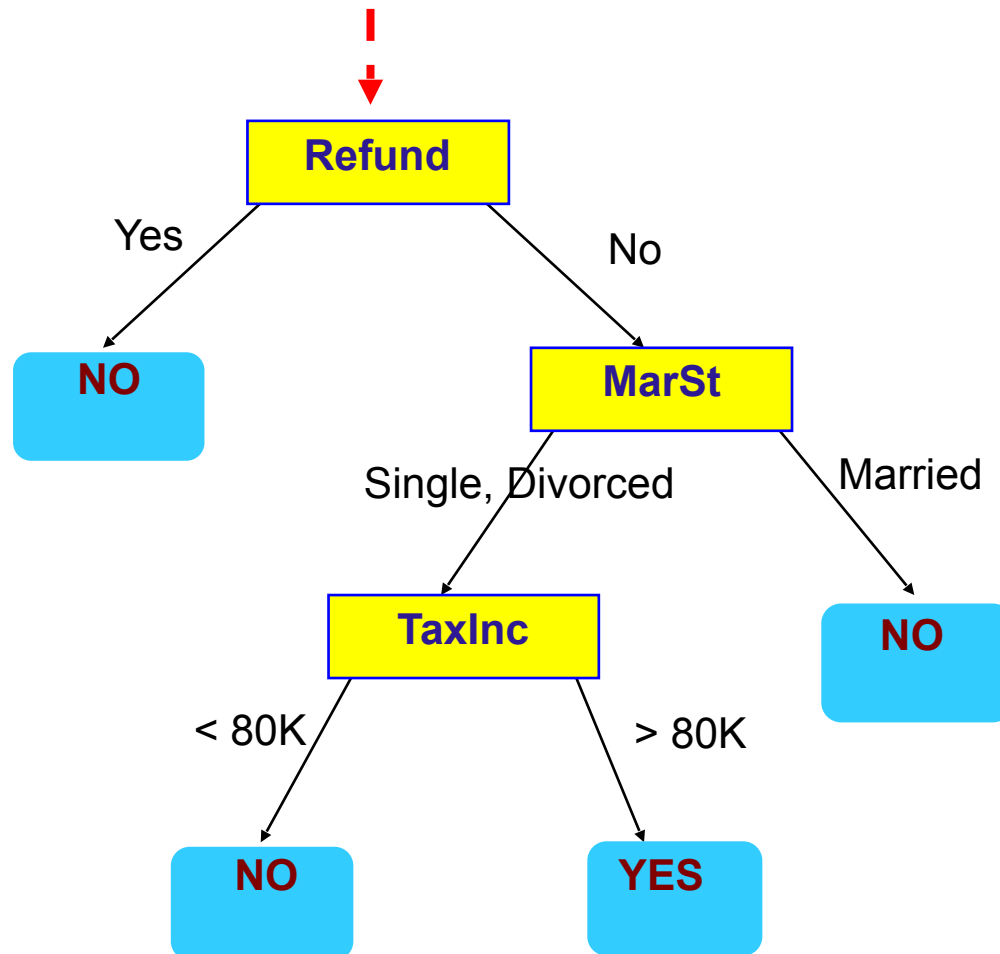 Refund
Yes
No
NO
MarSt
Single, Divorced
Married
TaxInc
NO
< 80K
> 80K
NO
YES